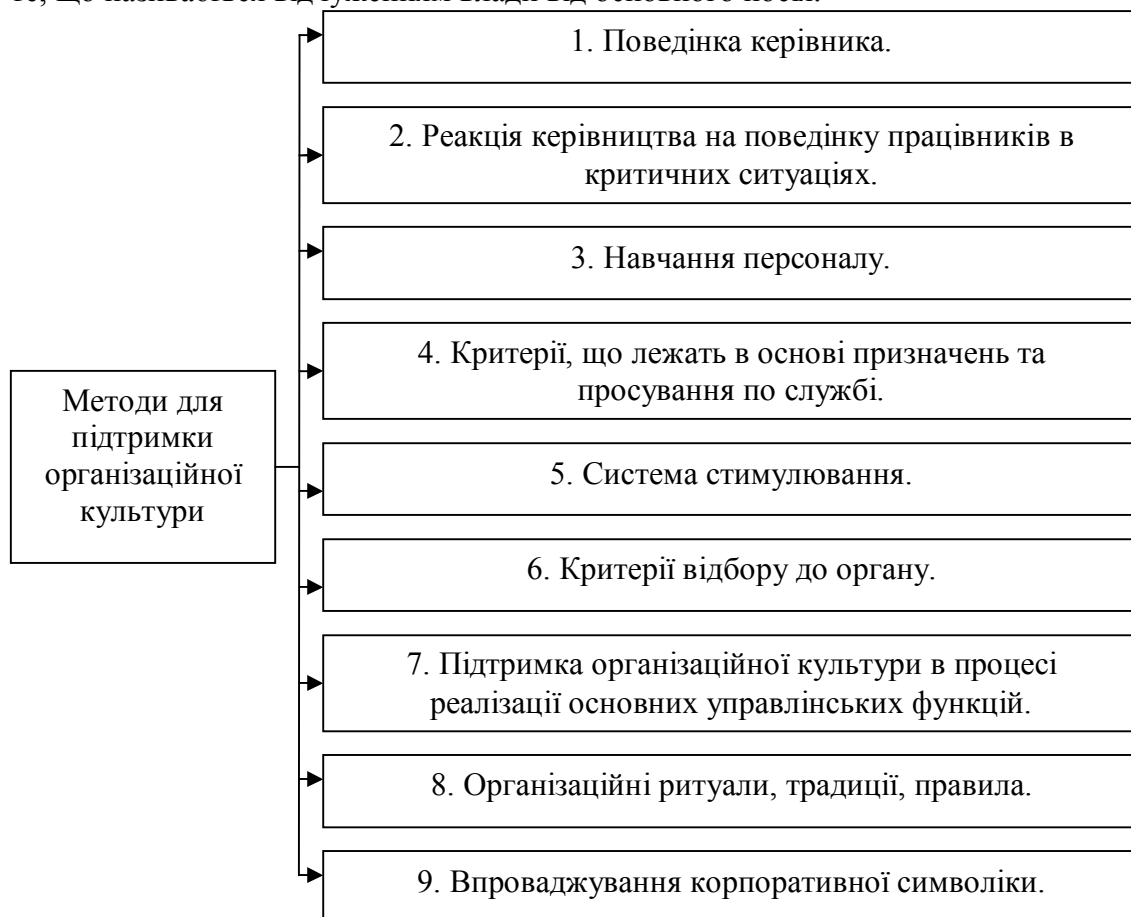 1. Поведінка керівника.
2. Реакція керівництва на поведінку працівників в
критичних ситуаціях.
3. Навчання персоналу.
4. Критерії, що лежать в основі призначень та
просування по службі.
Методи для
підтримки
організаційної
культури
5. Система стимулювання.
6. Критерії відбору до органу.
7. Підтримка організаційної культури в процесі
реалізації основних управлінських функцій.
8. Організаційні ритуали, традиції, правила.
9. Впроваджування корпоративної символіки.